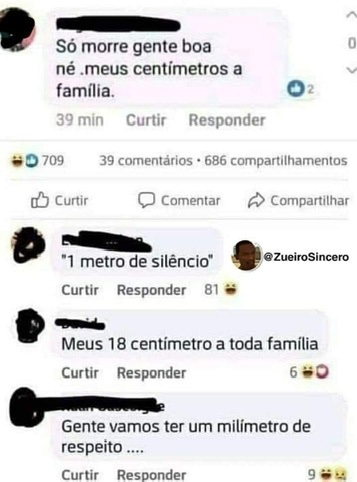 Só morre gente boa
né .meus centímetros a
família.
2
0
39 min Curtir Responder
709 39 comentários • 686 compartilhamentos
Curtir Comentar Compartilhar
"1 metro de silêncio"
@ZueiroSincero
Curtir Responder 81
Meus 18 centímetro a toda família
Curtir Responder 6
Gente vamos ter um milímetro de
respeito ....
Curtir Responder 9